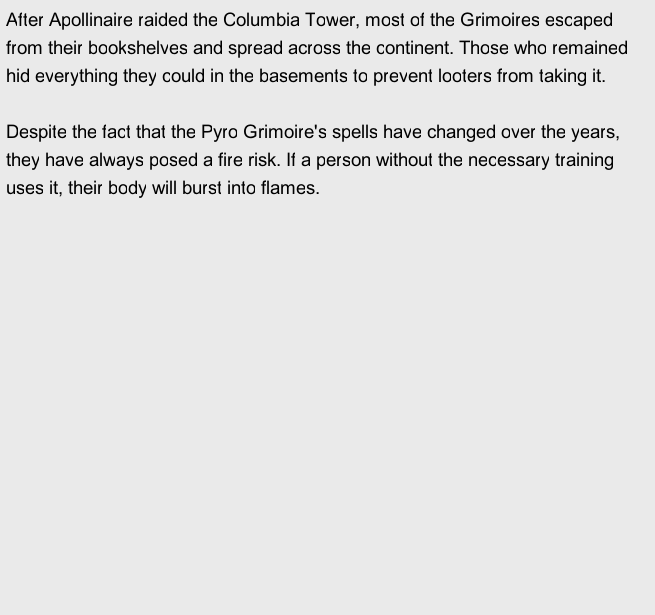 After Apollinaire raided the Columbia Tower, most of the Grimoires escaped
from their bookshelves and spread across the continent. Those who remained
hid everything they could in the basements to prevent looters from taking it.
Despite the fact that the Pyro Grimoire's spells have changed over the years,
they have always posed a fire risk. If a person without the necessary training
uses it, their body will burst into flames.